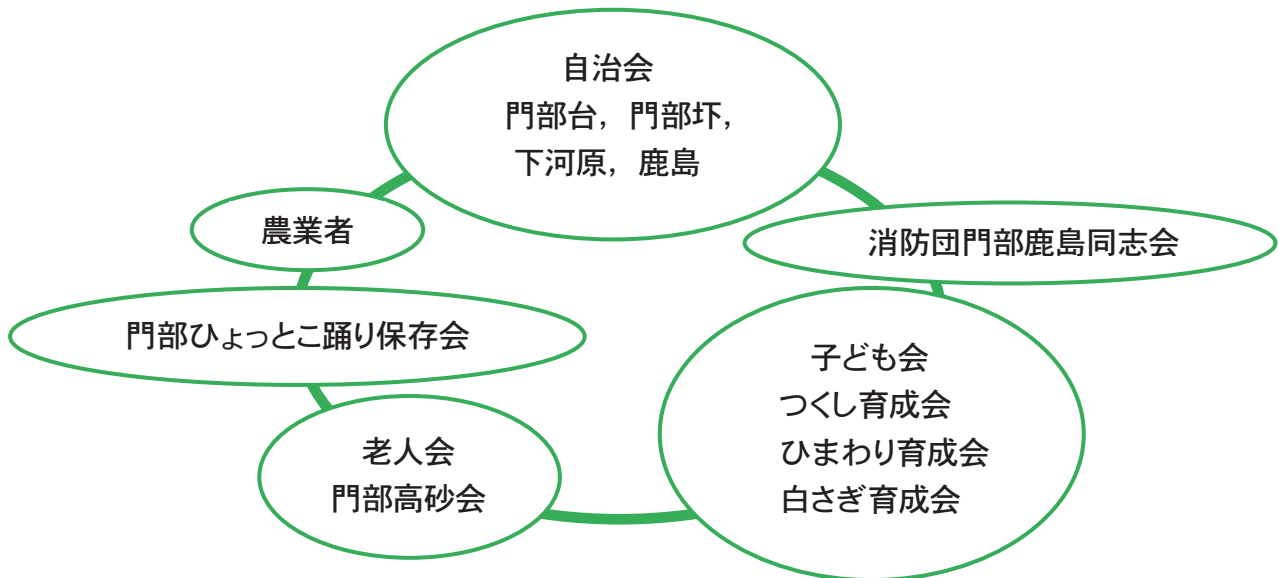 自治会
門部台，門部圷，
下河原，鹿島
農業者
消防団門部鹿島同志会
門部ひょっとこ踊り保存会
子ども会
つくし育成会
ひまわり育成会
白さぎ育成会
老人会
門部高砂会